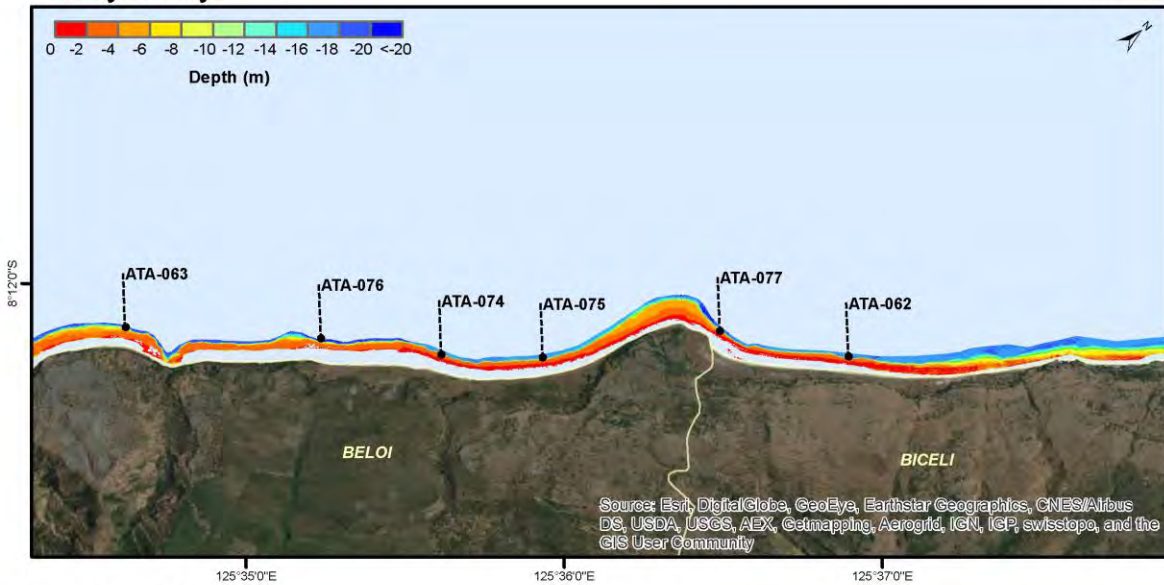 0 -2 -4 -6 -8 -10 -12 -14 -16 -18 -20 <-20
Depth (m)
N
8°12'0"S
ATA-063
ATA-076
ATA-074
ATA-075
ATA-077
ATA-062
BELOI
BICELI
Source: Esri, DigitalGlobe, GeoEye, Earthstar Geographics, CNES/Airbus
DS, USDA, USGS, AEX, Getmapping, Aerogrid, IGN, IGP, swisstopo, and the
GIS User Community
125°35'0"E
125°36'0"E
125°37'0"E